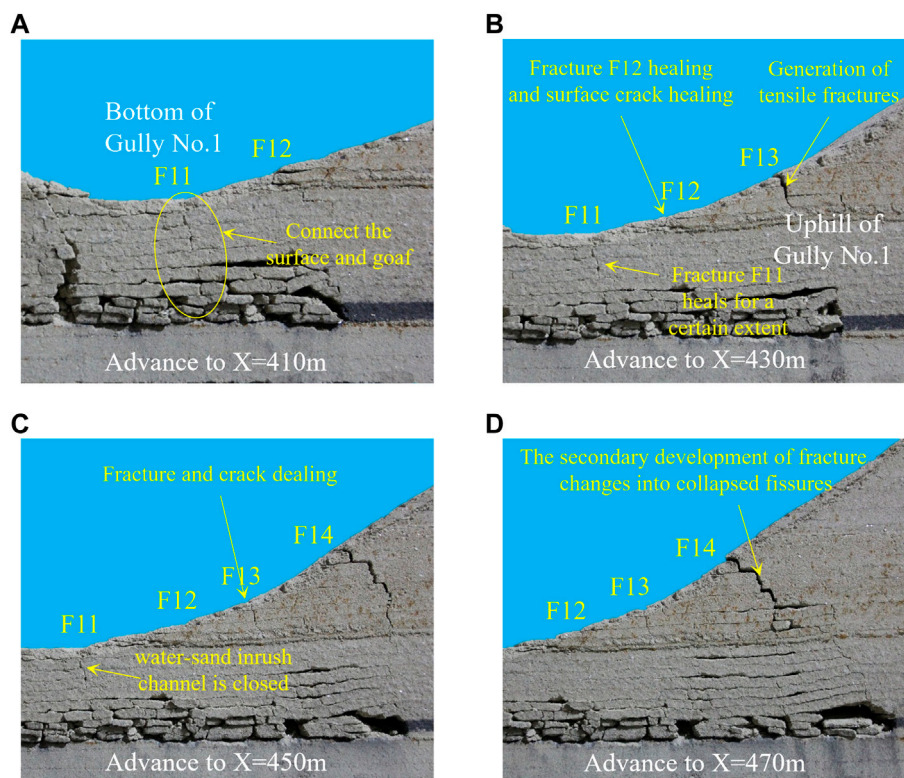 A
Bottom of
Gully No.1
F12
F11
Connect the
surface and goaf
Advance to X=410m
B
Fracture F12 healing
and surface crack healing
Generation of
tensile fractures
F13
F12
F11
Uphill of
Gully No.1
Fracture F11
heals for a
certain extent
Advance to X=430m
C
Fracture and crack dealing
F14
F13
F12
F11
water-sand inrush
channel is closed
Advance to X=450m
D
The secondary development of fracture
changes into collapsed fissures
F14
F13
F12
Advance to X=470m